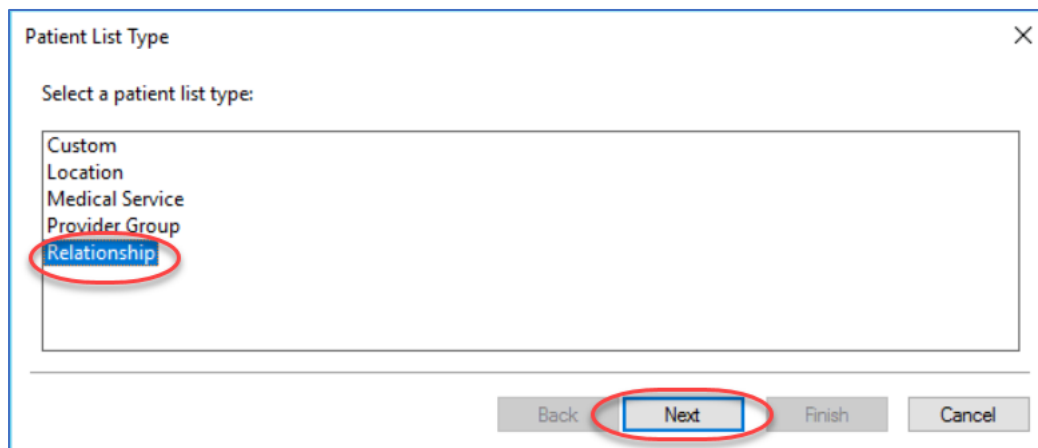 Patient List Type
Select a patient list type:
Custom
Location
Medical Service
Provider Group
Relationship
Back Next Finish Cancel